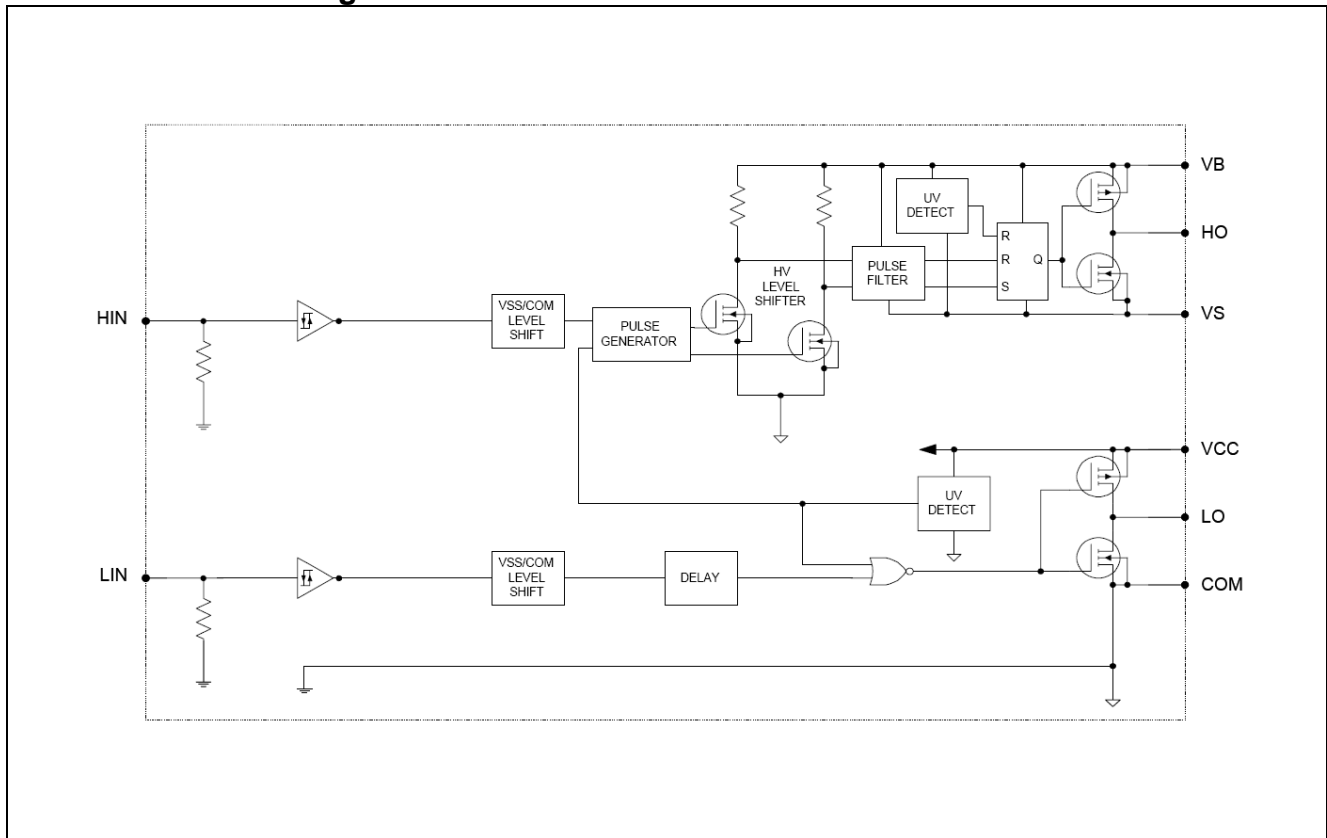 VB
UV
DETECT
HO
R
R
Q
S
PULSE
FILTER
HV
LEVEL
SHIFTER
HIN
VSS/COM
LEVEL
SHIFT
PULSE
GENERATOR
VS
VCC
UV
DETECT
LO
LIN
VSS/COM
LEVEL
SHIFT
DELAY
COM